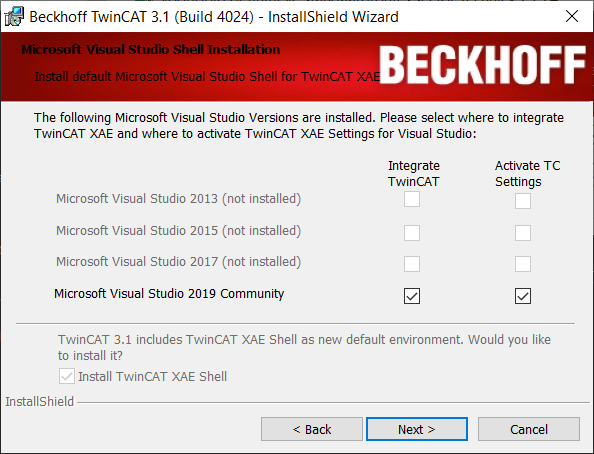 Beckhoff TwinCAT 3.1 (Build 4024) - InstallShield Wizard
Microsoft Visual Studio Shell Installation
Install default Microsoft Visual Studio Shell for TwinCAT XAE
BECKHOFF
The following Microsoft Visual Studio Versions are installed. Please select where to integrate
TwinCAT XAE and where to activate TwinCAT XAE Settings for Visual Studio:
Integrate
TwinCAT
Activate TC
Settings
Microsoft Visual Studio 2013 (not installed)
Microsoft Visual Studio 2015 (not installed)
Microsoft Visual Studio 2017 (not installed)
Microsoft Visual Studio 2019 Community
TwinCAT 3.1 includes TwinCAT XAE Shell as new default environment. Would you like
to install it?
Install TwinCAT XAE Shell
InstallShield
< Back
Next >
Cancel